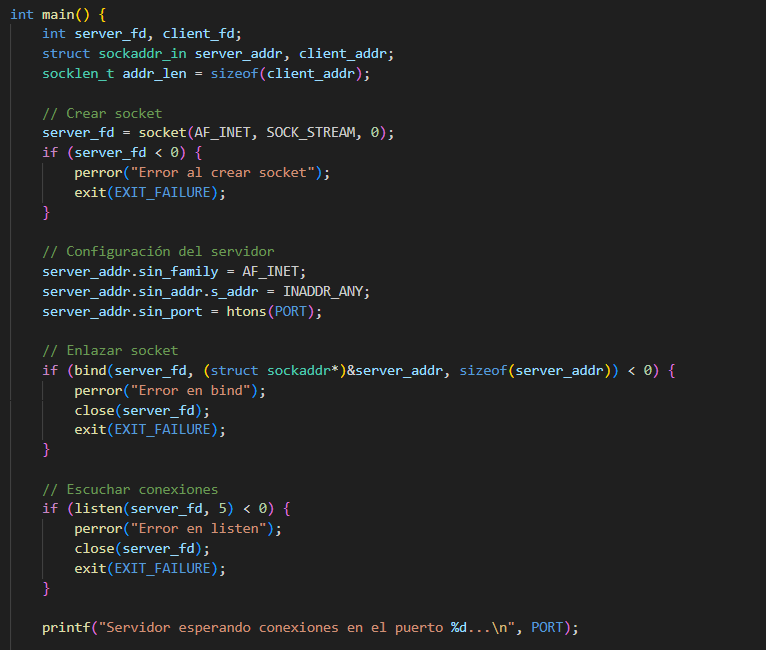 int main() {
    int server_fd, client_fd;
    struct sockaddr_in server_addr, client_addr;
    socklen_t addr_len = sizeof(client_addr);

    // Crear socket
    server_fd = socket(AF_INET, SOCK_STREAM, 0);
    if (server_fd < 0) {
        perror("Error al crear socket");
        exit(EXIT_FAILURE);
    }

    // Configuración del servidor
    server_addr.sin_family = AF_INET;
    server_addr.sin_addr.s_addr = INADDR_ANY;
    server_addr.sin_port = htons(PORT);

    // Enlazar socket
    if (bind(server_fd, (struct sockaddr*)&server_addr, sizeof(server_addr)) < 0) {
        perror("Error en bind");
        close(server_fd);
        exit(EXIT_FAILURE);
    }

    // Escuchar conexiones
    if (listen(server_fd, 5) < 0) {
        perror("Error en listen");
        close(server_fd);
        exit(EXIT_FAILURE);
    }

    printf("Servidor esperando conexiones en el puerto %d...\n", PORT);